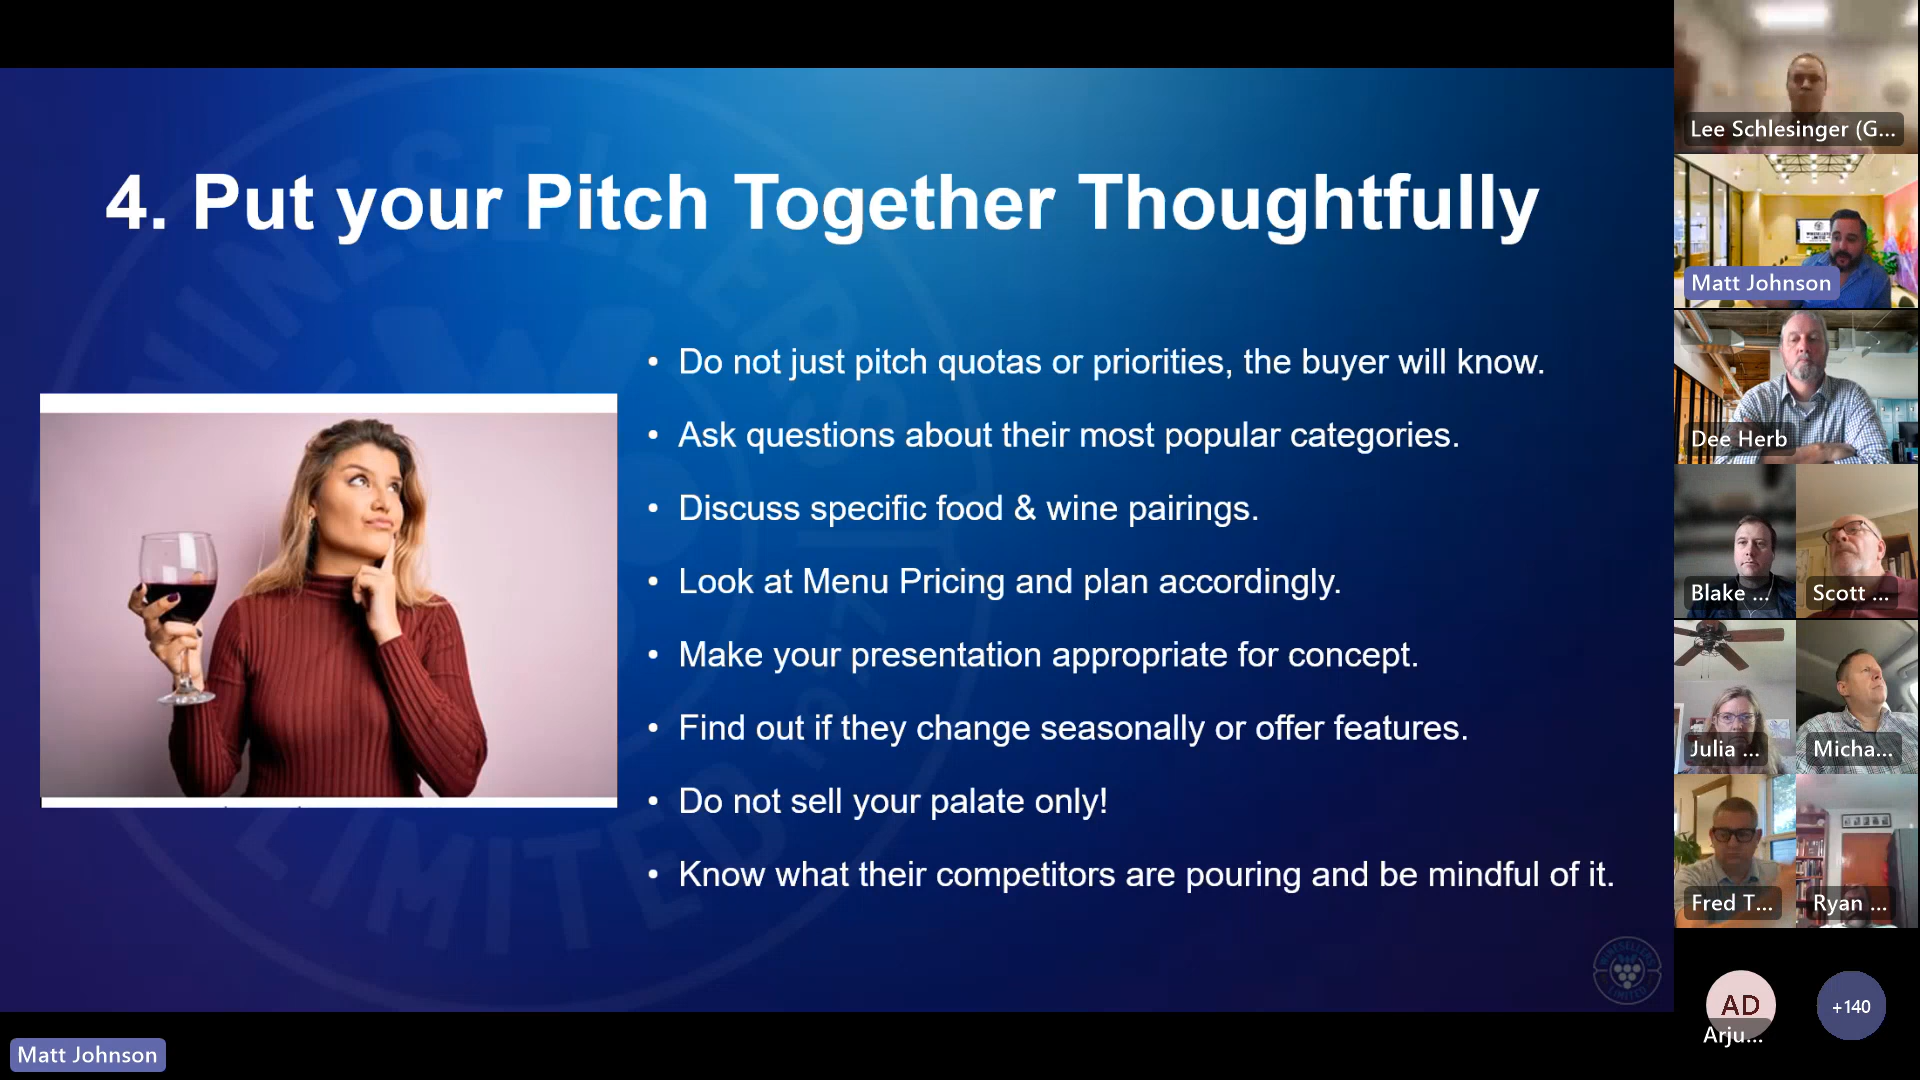 4. Put your Pitch Together Thoughtfully
• Do not just pitch quotas or priorities, the buyer will know.
• Ask questions about their most popular categories.
• Discuss specific food & wine pairings.
• Look at Menu Pricing and plan accordingly.
• Make your presentation appropriate for concept.
• Find out if they change seasonally or offer features.
• Do not sell your palate only!
• Know what their competitors are pouring and be mindful of it.
WINESELLERS
LIMITED
Matt Johnson
Lee Schlesinger (G...
Matt Johnson
Dee Herb
Blake ...
Scott ...
Julia ...
Micha...
Fred T...
Ryan ...
AD
Arju...
+140